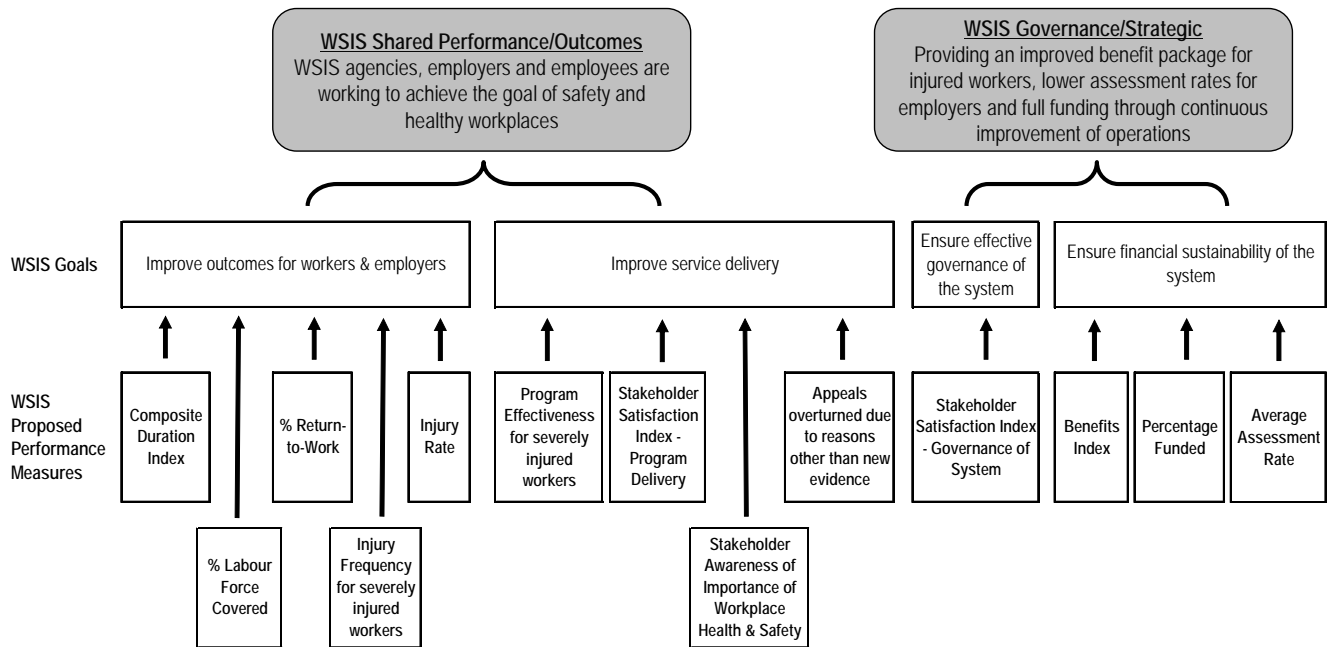 WSIS Shared Performance/Outcomes
WSIS agencies, employers and employees are
working to achieve the goal of safety and
healthy workplaces
WSIS Governance/Strategic
Providing an improved benefit package for
injured workers, lower assessment rates for
employers and full funding through continuous
improvement of operations
WSIS Goals
Improve outcomes for workers & employers
Improve service delivery
Ensure effective
governance of
the system
Ensure financial sustainability of the
system
WSIS
Proposed
Performance
Measures
Composite
Duration
Index
% Return-
to-Work
Injury
Rate
Program
Effectiveness
for severely
injured
workers
Stakeholder
Satisfaction
Index -
Program
Delivery
Appeals
overturned due
to reasons
other than new
evidence
Stakeholder
Satisfaction Index
- Governance of
System
Benefits
Index
Percentage
Funded
Average
Assessment
Rate
% Labour
Force
Covered
Injury
Frequency
for severely
injured
workers
Stakeholder
Awareness of
Importance of
Workplace
Health & Safety